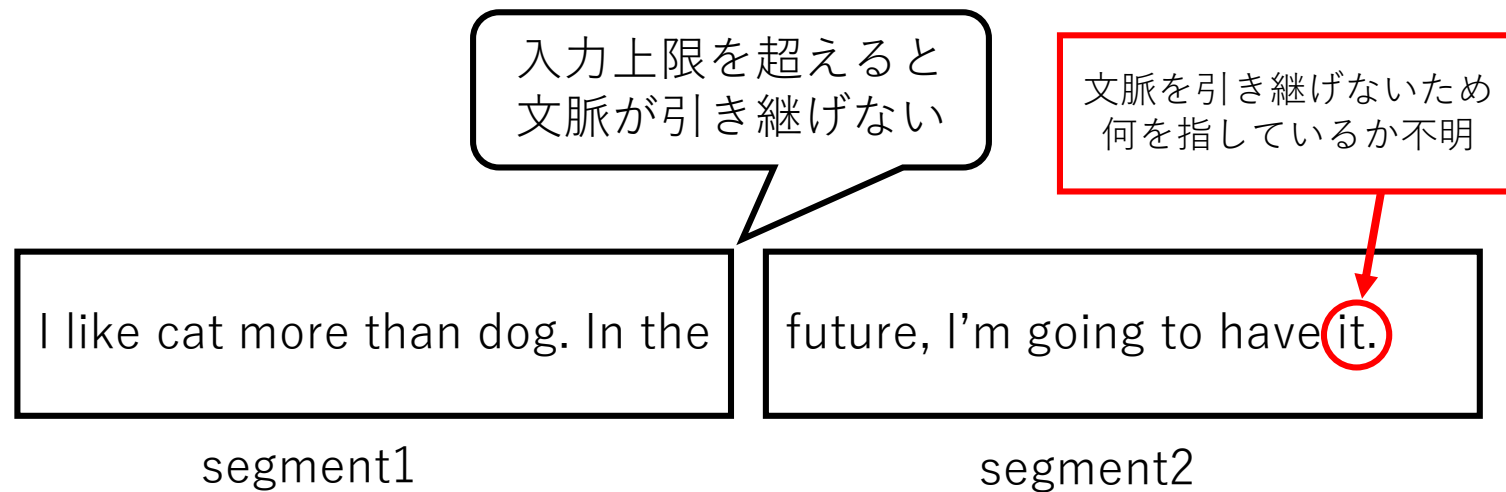 入力上限を超えると
文脈が引き継げない
文脈を引き継げないため
何を指しているか不明
I like cat more than dog. In the
future, I’m going to have it.
segment1
segment2